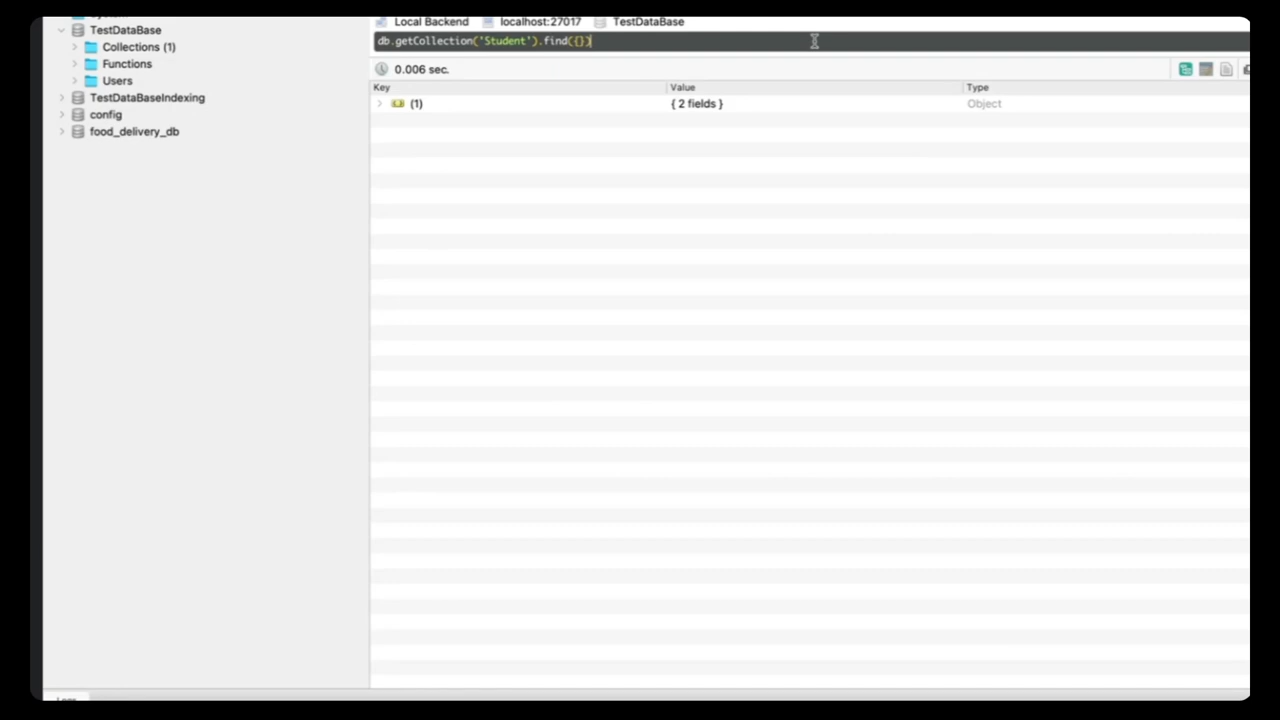 TestDataBase
Collections (1)
Functions
Users
TestDataBaseIndexing
config
food_delivery_db
Local Backend localhost:27017 TestDataBase
db.getCollection('Student').find({})
0.006 sec.
Key Value Type
(1) { 2 fields } Object